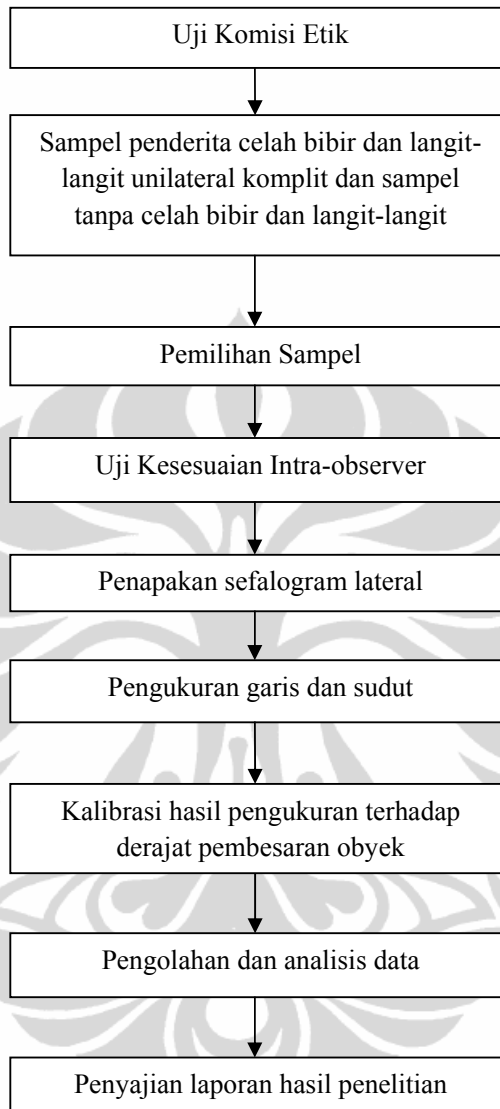 Uji Komisi Etik
Sampel penderita celah bibir dan langit-
langit unilateral komplit dan sampel
tanpa celah bibir dan langit-langit
Pemilihan Sampel
Uji Kesesuaian Intra-observer
Penapakan sefalogram lateral
Pengukuran garis dan sudut
Kalibrasi hasil pengukuran terhadap
derajat pembesaran obyek
Pengolahan dan analisis data
Penyajian laporan hasil penelitian